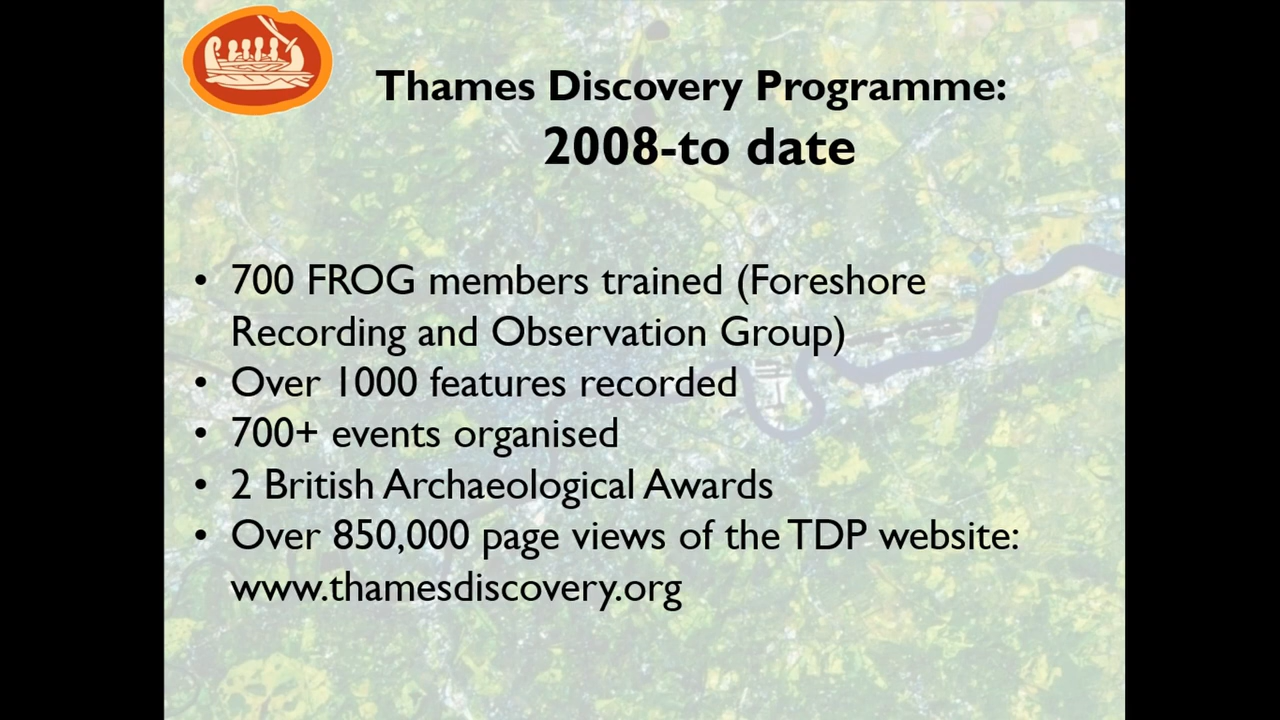 Thames Discovery Programme:
2008-to date
• 700 FROG members trained (Foreshore
Recording and Observation Group)
• Over 1000 features recorded
• 700+ events organised
• 2 British Archaeological Awards
• Over 850,000 page views of the TDP website:
www.thamesdiscovery.org